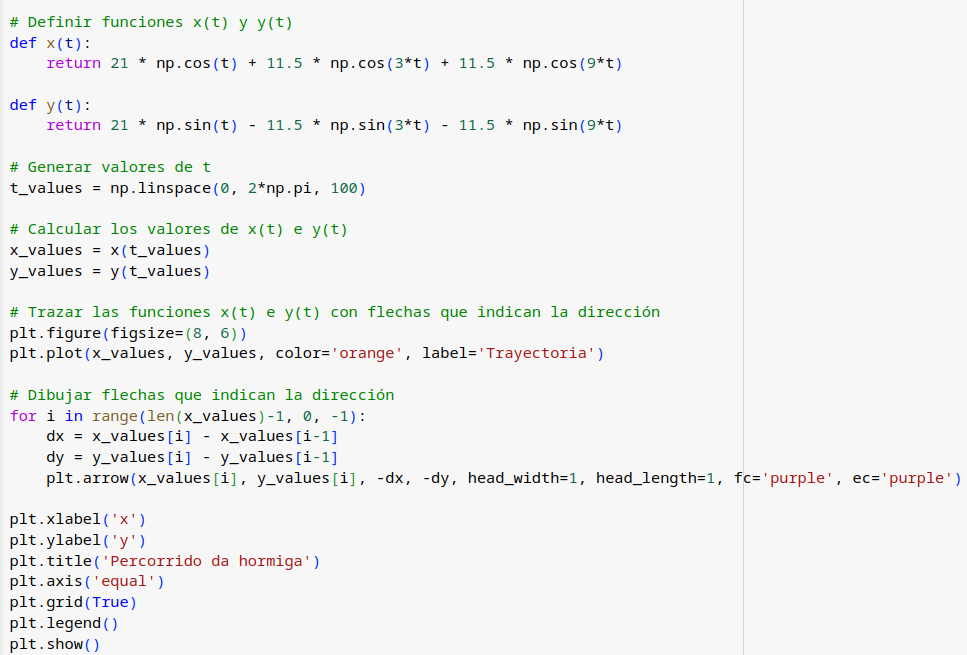 # Definir funciones x(t) y y(t)
def x(t):
    return 21 * np.cos(t) + 11.5 * np.cos(3*t) + 11.5 * np.cos(9*t)

def y(t):
    return 21 * np.sin(t) - 11.5 * np.sin(3*t) - 11.5 * np.sin(9*t)

# Generar valores de t
t_values = np.linspace(0, 2*np.pi, 100)

# Calcular los valores de x(t) e y(t)
x_values = x(t_values)
y_values = y(t_values)

# Trazar las funciones x(t) e y(t) con flechas que indican la dirección
plt.figure(figsize=(8, 6))
plt.plot(x_values, y_values, color='orange', label='Trayectoria')

# Dibujar flechas que indican la dirección
for i in range(len(x_values)-1, 0, -1):
    dx = x_values[i] - x_values[i-1]
    dy = y_values[i] - y_values[i-1]
    plt.arrow(x_values[i], y_values[i], -dx, -dy, head_width=1, head_length=1, fc='purple', ec='purple')

plt.xlabel('x')
plt.ylabel('y')
plt.title('Percorrido da hormiga')
plt.axis('equal')
plt.grid(True)
plt.legend()
plt.show()